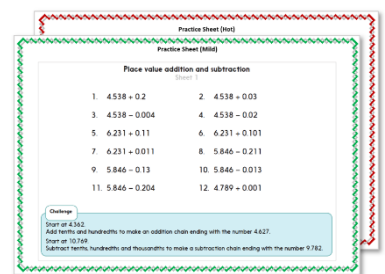 Practice Sheet (Hot)
Practice Sheet (Mild)
Place value addition and subtraction
Sheet 1
1. 4.538 + 0.2 2. 4.538 + 0.03
3. 4.538 – 0.004 4. 4.538 – 0.02
5. 6.231 + 0.11 6. 6.231 + 0.101
7. 6.231 + 0.011 8. 5.846 – 0.211
9. 5.846 – 0.13 10. 5.846 – 0.013
11. 5.846 – 0.204 12. 4.789 + 0.001
Challenge
Start at 4.362.
Add tenths and hundredths to make an addition chain ending with the number 4.627.
Start at 10.769.
Subtract tenths, hundredths and thousandths to make a subtraction chain ending with the number 9.782.